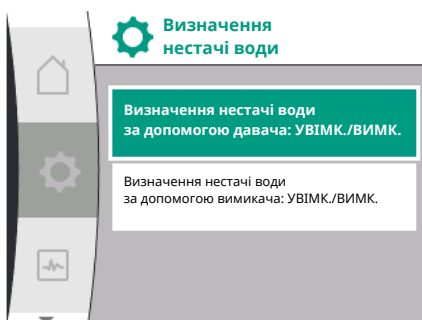 Визначення
нестачі води
Визначення нестачі води
за допомогою давача: УВІМК./ВИМК.
Визначення нестачі води
за допомогою вимикача: УВІМК./ВИМК.